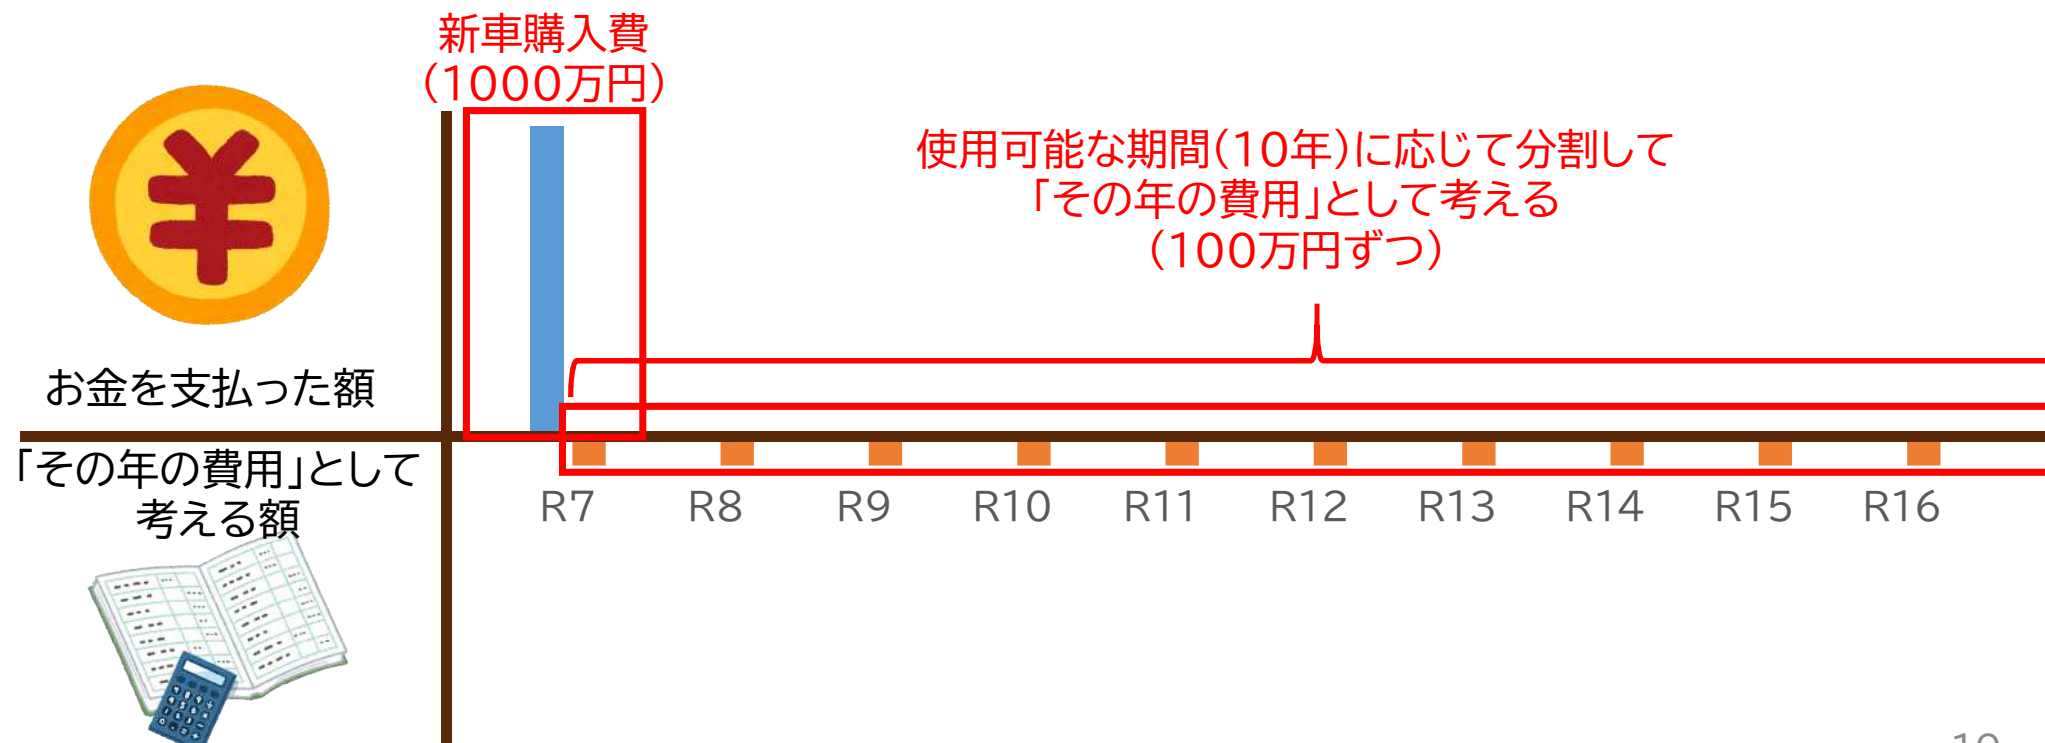 新車購入費
（1000万円）
使用可能な期間（10年）に応じて分割して
「その年の費用」として考える
（100万円ずつ）
お金を支払った額
「その年の費用」として
考える額
R7 R8 R9 R10 R11 R12 R13 R14 R15 R16